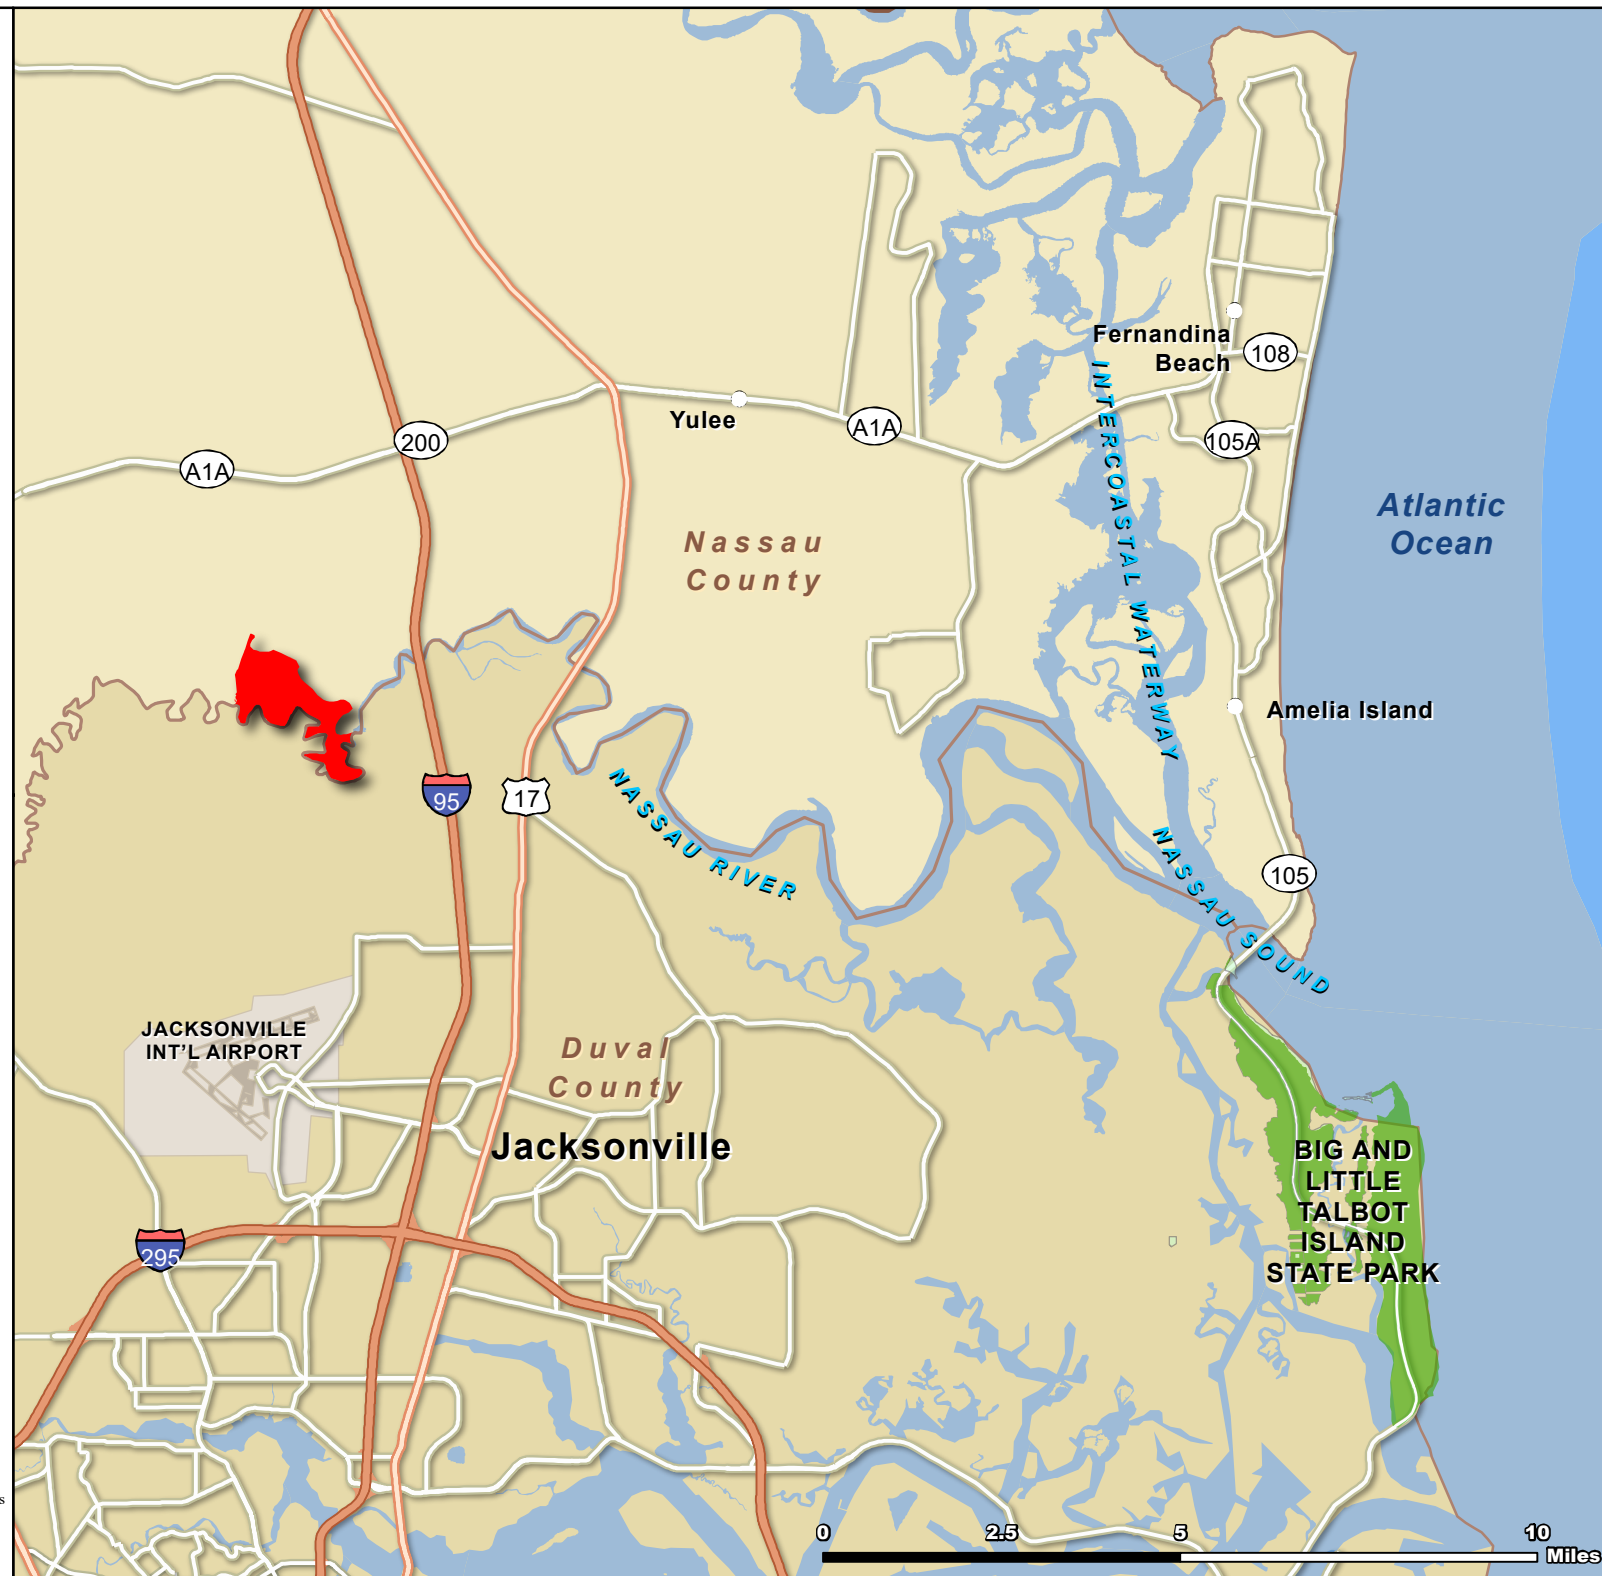 Fernandina
Beach
108
Yulee
A1A
200
105A
A1A
INTERCOASTAL WATERWAY
Atlantic
Ocean
Nassau
County
Amelia Island
95
17
NASSAU RIVER
NASSAU SOUND
105
JACKSONVILLE
INT'L AIRPORT
Duval
County
Jacksonville
BIG AND
LITTLE
TALBOT
ISLAND
STATE PARK
295
s
0 2.5 5 10
Miles